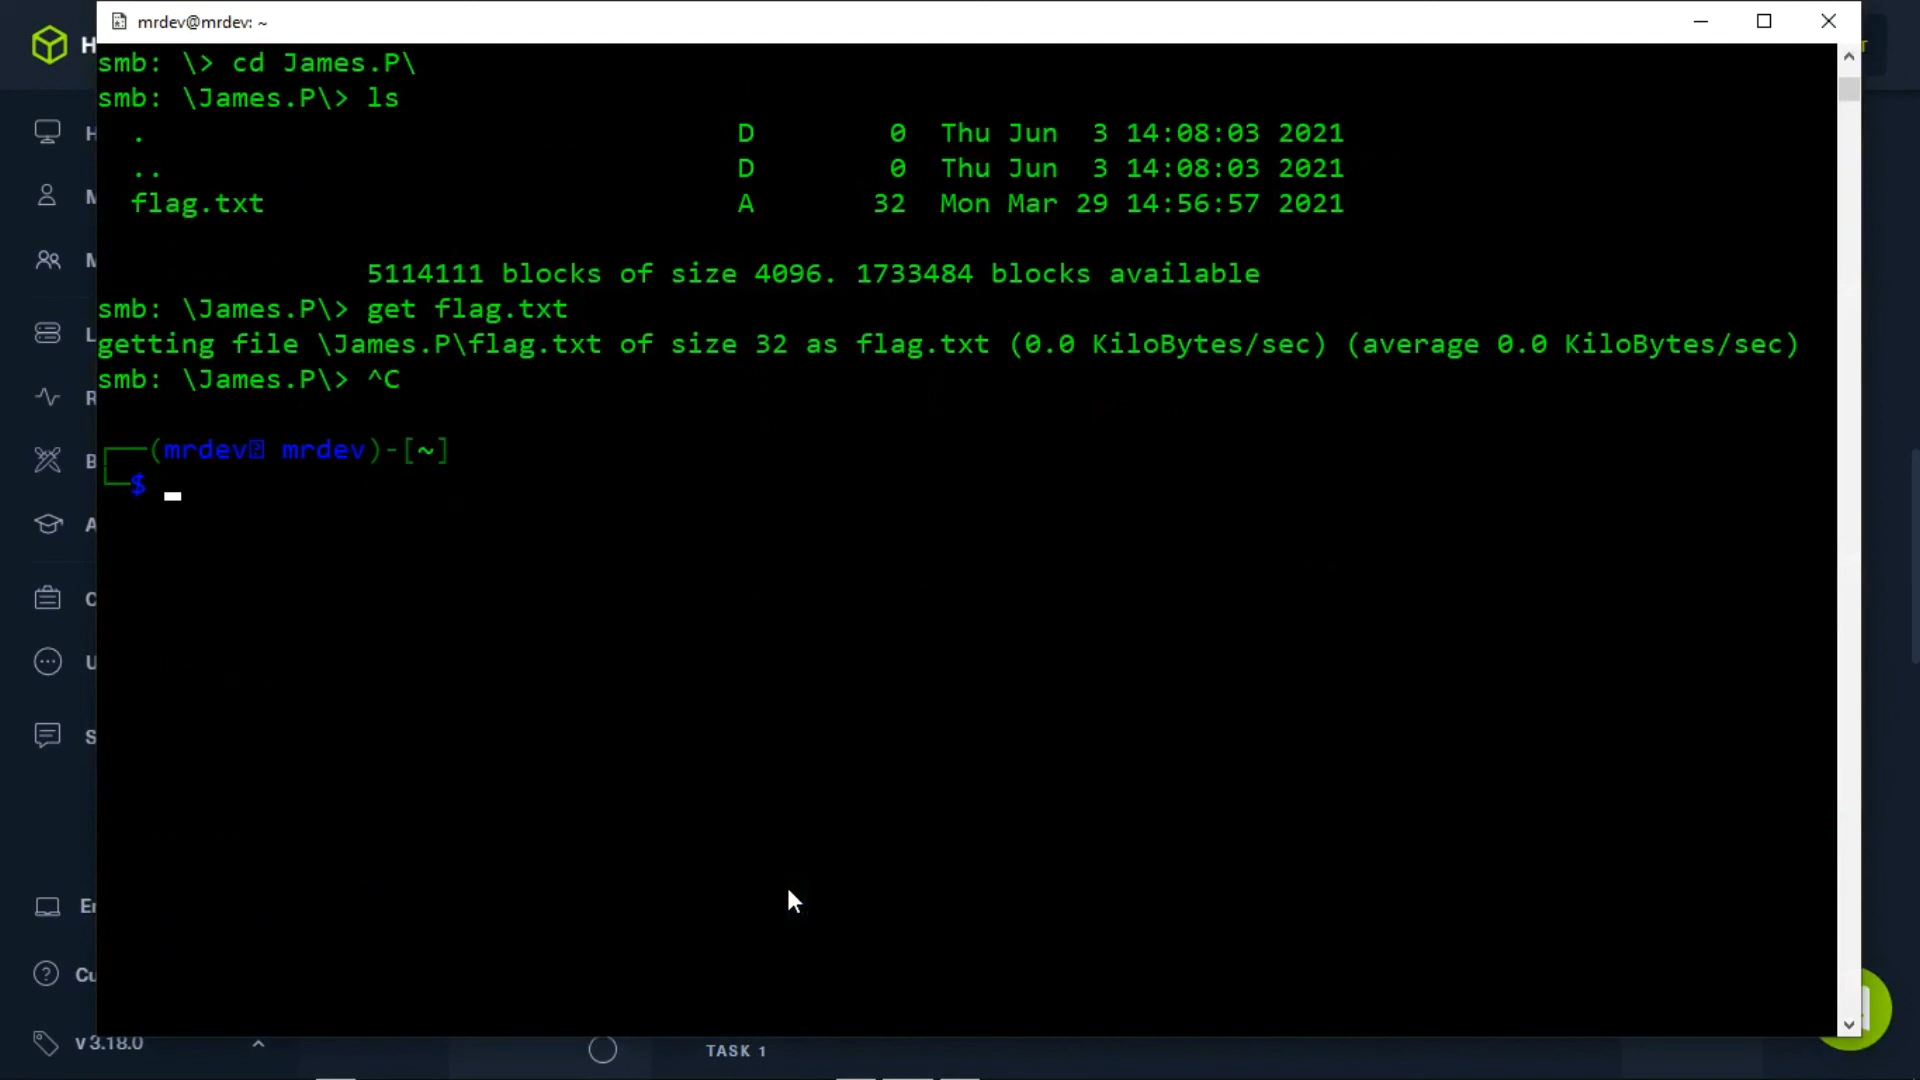 mrdev@mrdev: ~
smb: \> cd James.P\
smb: \James.P\> ls
. D 0 Thu Jun 3 14:08:03 2021
.. D 0 Thu Jun 3 14:08:03 2021
flag.txt A 32 Mon Mar 29 14:56:57 2021
5114111 blocks of size 4096. 1733484 blocks available
smb: \James.P\> get flag.txt
getting file \James.P\flag.txt of size 32 as flag.txt (0.0 KiloBytes/sec) (average 0.0 KiloBytes/sec)
smb: \James.P\> ^C
┌──(mrdev⍰ mrdev)-[~]
└─$
v 3.18.0
TASK 1